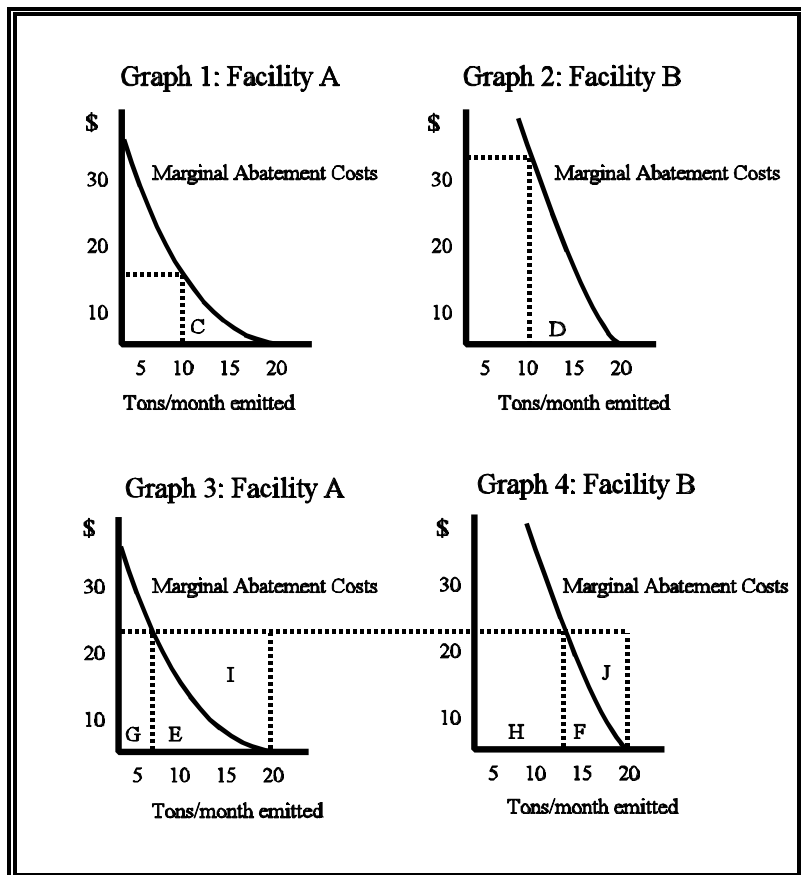 Graph 1: Facility A
$
Marginal Abatement Costs
30
20
10
C
5 10 15 20
Tons/month emitted
Graph 2: Facility B
$
Marginal Abatement Costs
30
20
10
D
5 10 15 20
Tons/month emitted
Graph 3: Facility A
$
Marginal Abatement Costs
30
20
I
10
G E
5 10 15 20
Tons/month emitted
Graph 4: Facility B
$
Marginal Abatement Costs
30
20
J
10
H F
5 10 15 20
Tons/month emitted